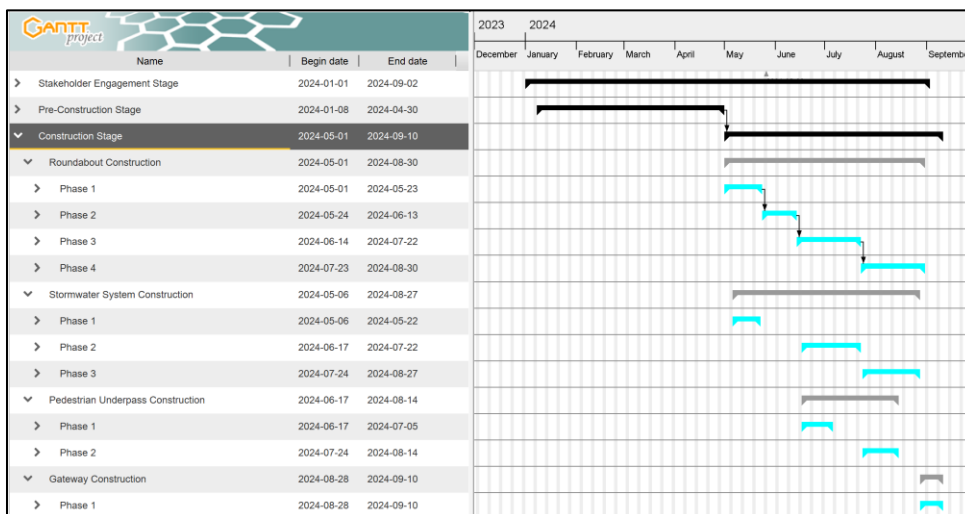 GANTT
project
2023 2024
December January February March April May June July August Septembe
Name Begin date End date
Stakeholder Engagement Stage 2024-01-01 2024-09-02
Pre-Construction Stage 2024-01-08 2024-04-30
Construction Stage 2024-05-01 2024-09-10
Roundabout Construction 2024-05-01 2024-08-30
Phase 1 2024-05-01 2024-05-23
Phase 2 2024-05-24 2024-06-13
Phase 3 2024-06-14 2024-07-22
Phase 4 2024-07-23 2024-08-30
Stormwater System Construction 2024-05-06 2024-08-27
Phase 1 2024-05-06 2024-05-22
Phase 2 2024-06-17 2024-07-22
Phase 3 2024-07-24 2024-08-27
Pedestrian Underpass Construction 2024-06-17 2024-08-14
Phase 1 2024-06-17 2024-07-05
Phase 2 2024-07-24 2024-08-14
Gateway Construction 2024-08-28 2024-09-10
Phase 1 2024-08-28 2024-09-10